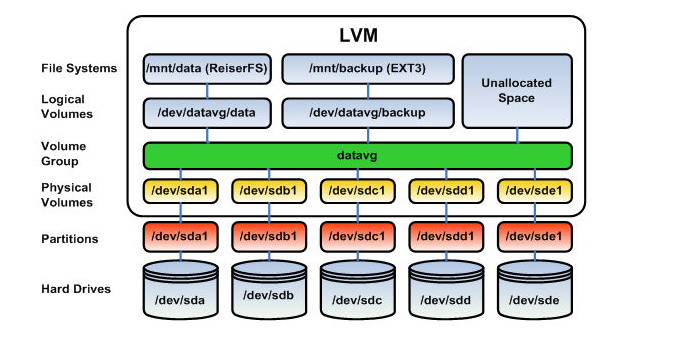 LVM
File Systems
/mnt/data (ReiserFS)
/mnt/backup (EXT3)
Unallocated
Space
Logical
Volumes
/dev/datavg/data
/dev/datavg/backup
Volume
Group
datavg
Physical
Volumes
/dev/sda1
/dev/sdb1
/dev/sdc1
/dev/sdd1
/dev/sde1
Partitions
/dev/sda1
/dev/sdb1
/dev/sdc1
/dev/sdd1
/dev/sde1
Hard Drives
/dev/sda
/dev/sdb
/dev/sdc
/dev/sdd
/dev/sde